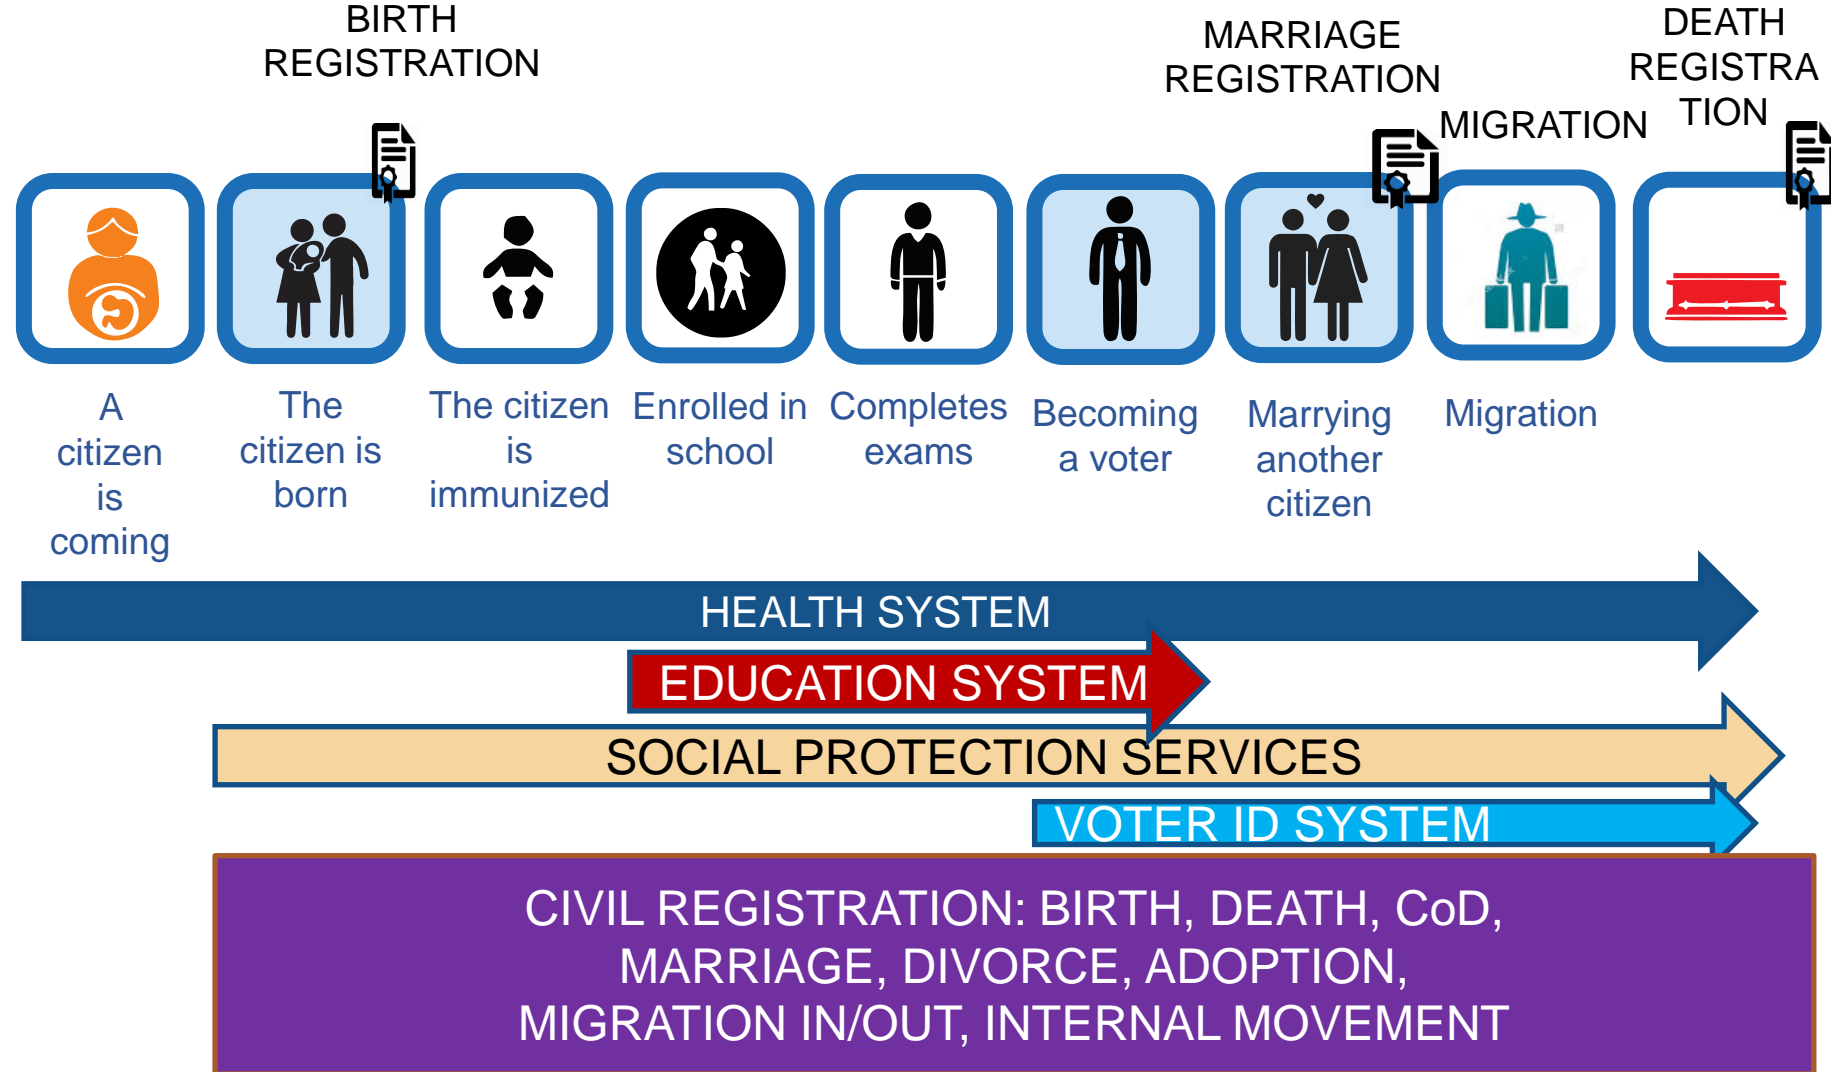 BIRTH
REGISTRATION
MARRIAGE
REGISTRATION
MIGRATION
DEATH
REGISTRA
TION
A
citizen
is
coming
The
citizen is
born
The citizen
is
immunized
Enrolled in
school
Completes
exams
Becoming
a voter
Marrying
another
citizen
Migration
HEALTH SYSTEM
EDUCATION SYSTEM
SOCIAL PROTECTION SERVICES
VOTER ID SYSTEM
CIVIL REGISTRATION: BIRTH, DEATH, CoD,
MARRIAGE, DIVORCE, ADOPTION,
MIGRATION IN/OUT, INTERNAL MOVEMENT